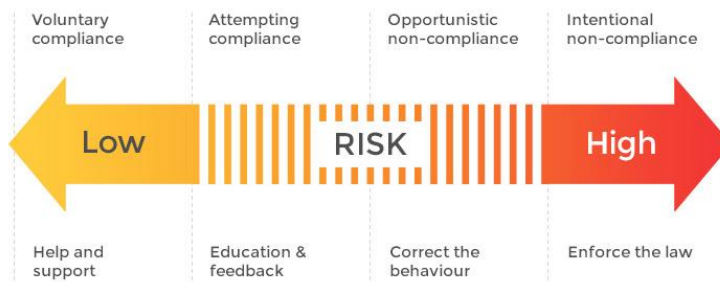 Voluntary
compliance
Attempting
compliance
Opportunistic
non-compliance
Intentional
non-compliance
Low
RISK
High
Help and
support
Education &
feedback
Correct the
behaviour
Enforce the law